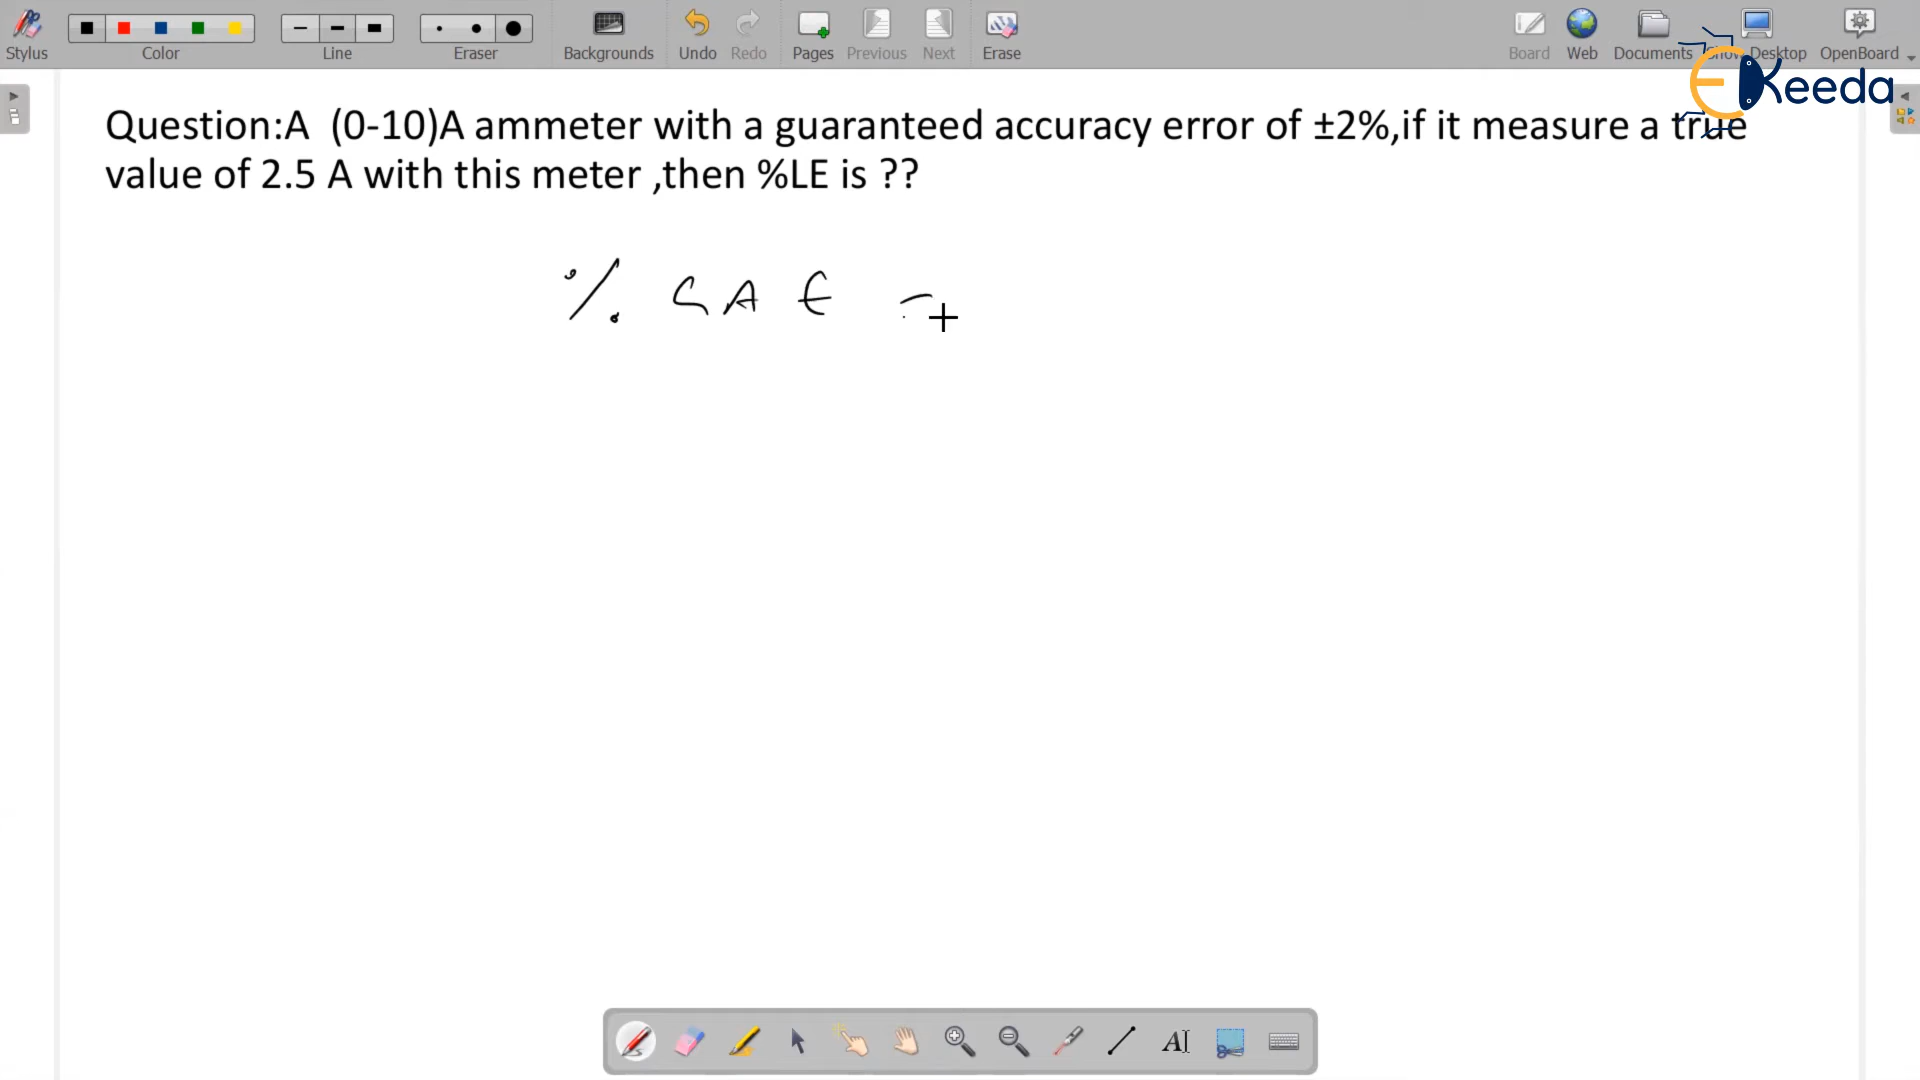 Stylus Color Line Eraser Backgrounds Undo Redo Pages Previous Next Erase Board Web Documents Show Desktop OpenBoard
EKeeda
Question:A (0-10)A ammeter with a guaranteed accuracy error of ±2%,if it measure a true
value of 2.5 A with this meter ,then %LE is ??
% GAE =